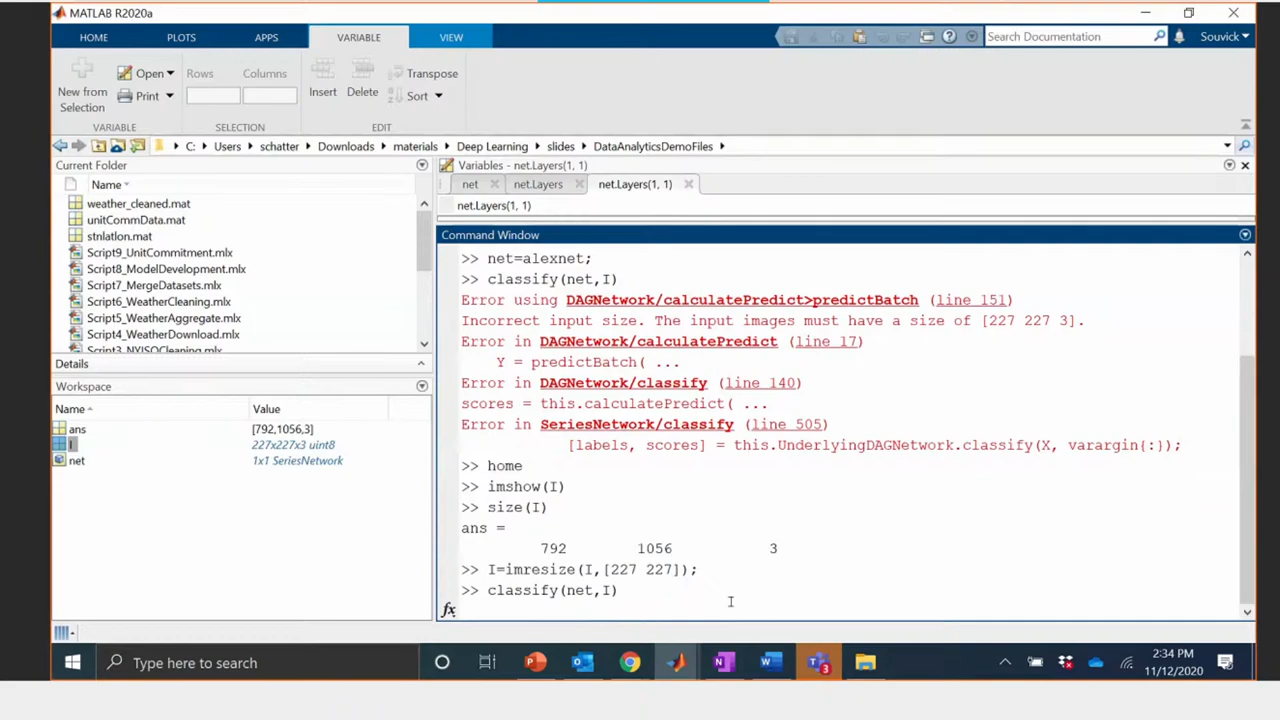 MATLAB R2020a
HOME PLOTS APPS VARIABLE VIEW Search Documentation Souvick
New from Selection Open Print Rows Columns Insert Delete Transpose Sort
VARIABLE SELECTION EDIT
C: Users schatter Downloads materials Deep Learning slides DataAnalyticsDemoFiles
Current Folder
Name
weather_cleaned.mat
unitCommData.mat
stnlatlon.mat
Script9_UnitCommitment.mlx
Script8_ModelDevelopment.mlx
Script7_MergeDatasets.mlx
Script6_WeatherCleaning.mlx
Script5_WeatherAggregate.mlx
Script4_WeatherDownload.mlx
Script3_NYISOCleaning.mlx
Details
Workspace
Name Value
ans [792,1056,3]
I 227x227x3 uint8
net 1x1 SeriesNetwork
Variables - net.Layers(1, 1)
net net.Layers net.Layers(1, 1)
net.Layers(1, 1)
Command Window
>> net=alexnet;
>> classify(net,I)
Error using DAGNetwork/calculatePredict>predictBatch (line 151)
Incorrect input size. The input images must have a size of [227 227 3].
Error in DAGNetwork/calculatePredict (line 17)
Y = predictBatch( ...
Error in DAGNetwork/classify (line 140)
scores = this.calculatePredict( ...
Error in SeriesNetwork/classify (line 505)
[labels, scores] = this.UnderlyingDAGNetwork.classify(X, varargin{:});
>> home
>> imshow(I)
>> size(I)
ans =
792 1056 3
>> I=imresize(I,[227 227]);
>> classify(net,I)
fx
Type here to search
3
2:34 PM
11/12/2020